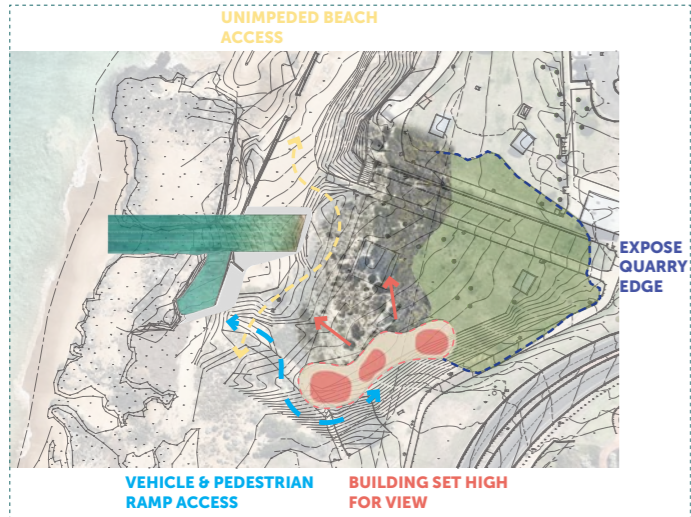 UNIMPEDED BEACH
ACCESS
EXPOSE
QUARRY
EDGE
VEHICLE & PEDESTRIAN
RAMP ACCESS
BUILDING SET HIGH
FOR VIEW